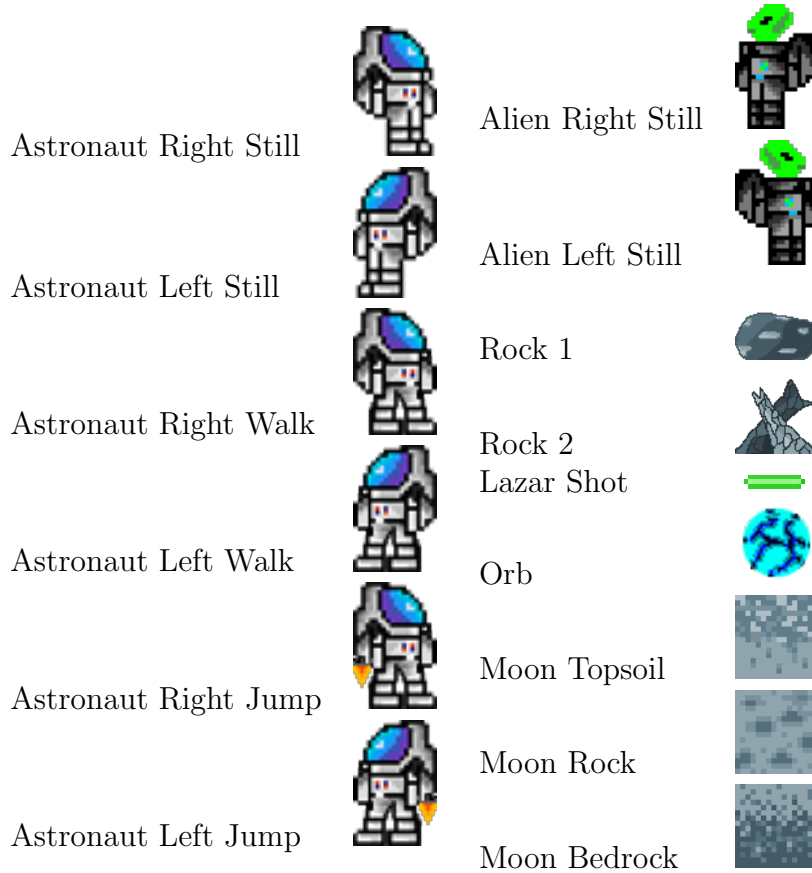 Astronaut Right Still
Astronaut Left Still
Astronaut Right Walk
Astronaut Left Walk
Astronaut Right Jump
Astronaut Left Jump
Alien Right Still
Alien Left Still
Rock 1
Rock 2
Lazar Shot
Orb
Moon Topsoil
Moon Rock
Moon Bedrock